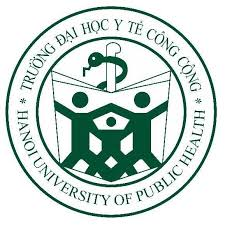 TRƯỜNG ĐẠI HỌC Y TẾ CÔNG CỘNG
* HANOI UNIVERSITY OF PUBLIC HEALTH *